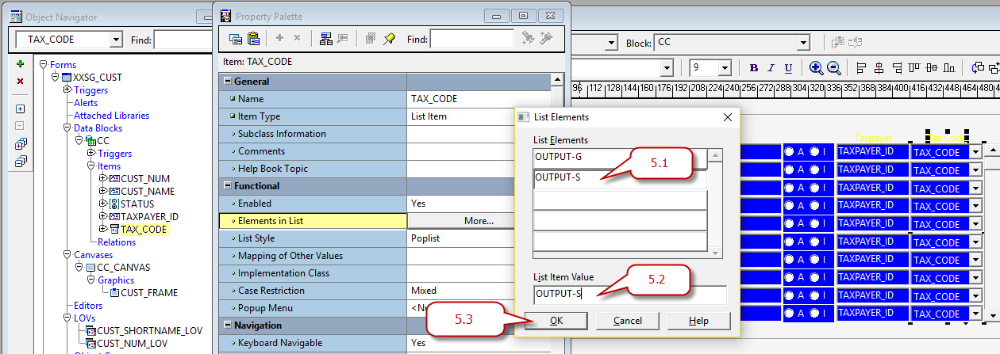 Object Navigator
TAX_CODE
Find:
Forms
XXSG_CUST
Triggers
Alerts
Attached Libraries
Data Blocks
CC
Triggers
Items
CUST_NUM
CUST_NAME
STATUS
TAXPAYER_ID
TAX_CODE
Relations
Canvases
CC_CANVAS
Graphics
CUST_FRAME
Editors
LOVs
CUST_SHORTNAME_LOV
CUST_NUM_LOV
Property Palette
Find:
Item: TAX_CODE
General
Name TAX_CODE
Item Type List Item
Subclass Information
Comments
Help Book Topic
Functional
Enabled Yes
Elements in List More...
List Style Poplist
Mapping of Other Values
Implementation Class
Case Restriction Mixed
Popup Menu
Navigation
Keyboard Navigable Yes
List Elements
List Elements
OUTPUT-G
5.1
OUTPUT-S
List Item Value
5.2
OUTPUT-S
5.3
OK Cancel Help
Block: CC
9 B I U
112 128 144 160 176 192 208 224 240 256 272 288 304 320 336 352 368 384 400 416 432 448 464 480
Taxpayer Tax Code
A I TAXPAYER_ID TAX_CODE
A I TAXPAYER_ID TAX_CODE
A I TAXPAYER_ID TAX_CODE
A I TAXPAYER_ID TAX_CODE
A I TAXPAYER_ID TAX_CODE
A I TAXPAYER_ID TAX_CODE
A I TAXPAYER_ID TAX_CODE
A I TAXPAYER_ID TAX_CODE
A I TAXPAYER_ID TAX_CODE
A I TAXPAYER_ID TAX_CODE